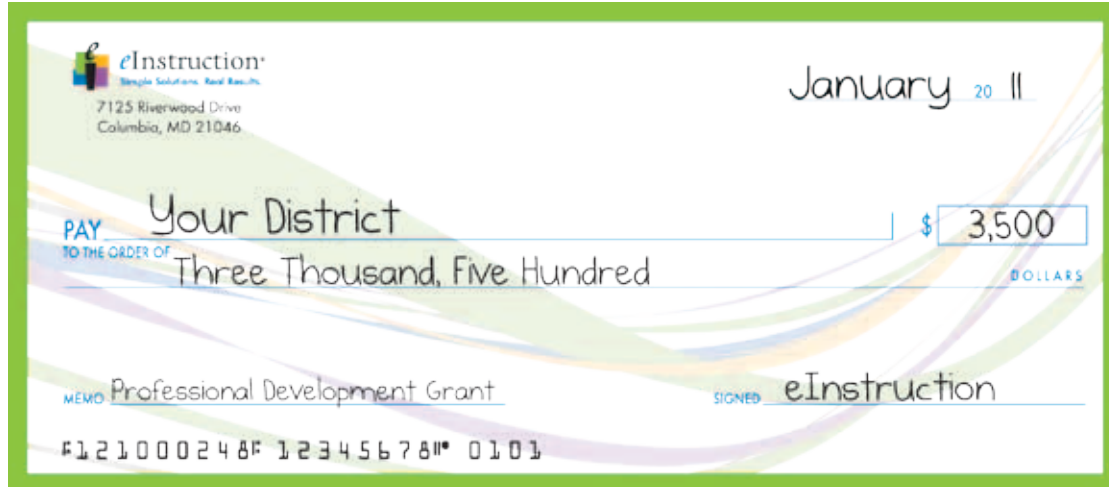 eInstruction
Simple Solutions. Real Results.
7125 Riverwood Drive
Columbia, MD 21046
January 20 11
PAY Your District $ 3,500
TO THE ORDER OF
Three Thousand, Five Hundred DOLLARS
MEMO Professional Development Grant SIGNED eInstruction
⑆121000248⑆ 12345678⑈ 0101